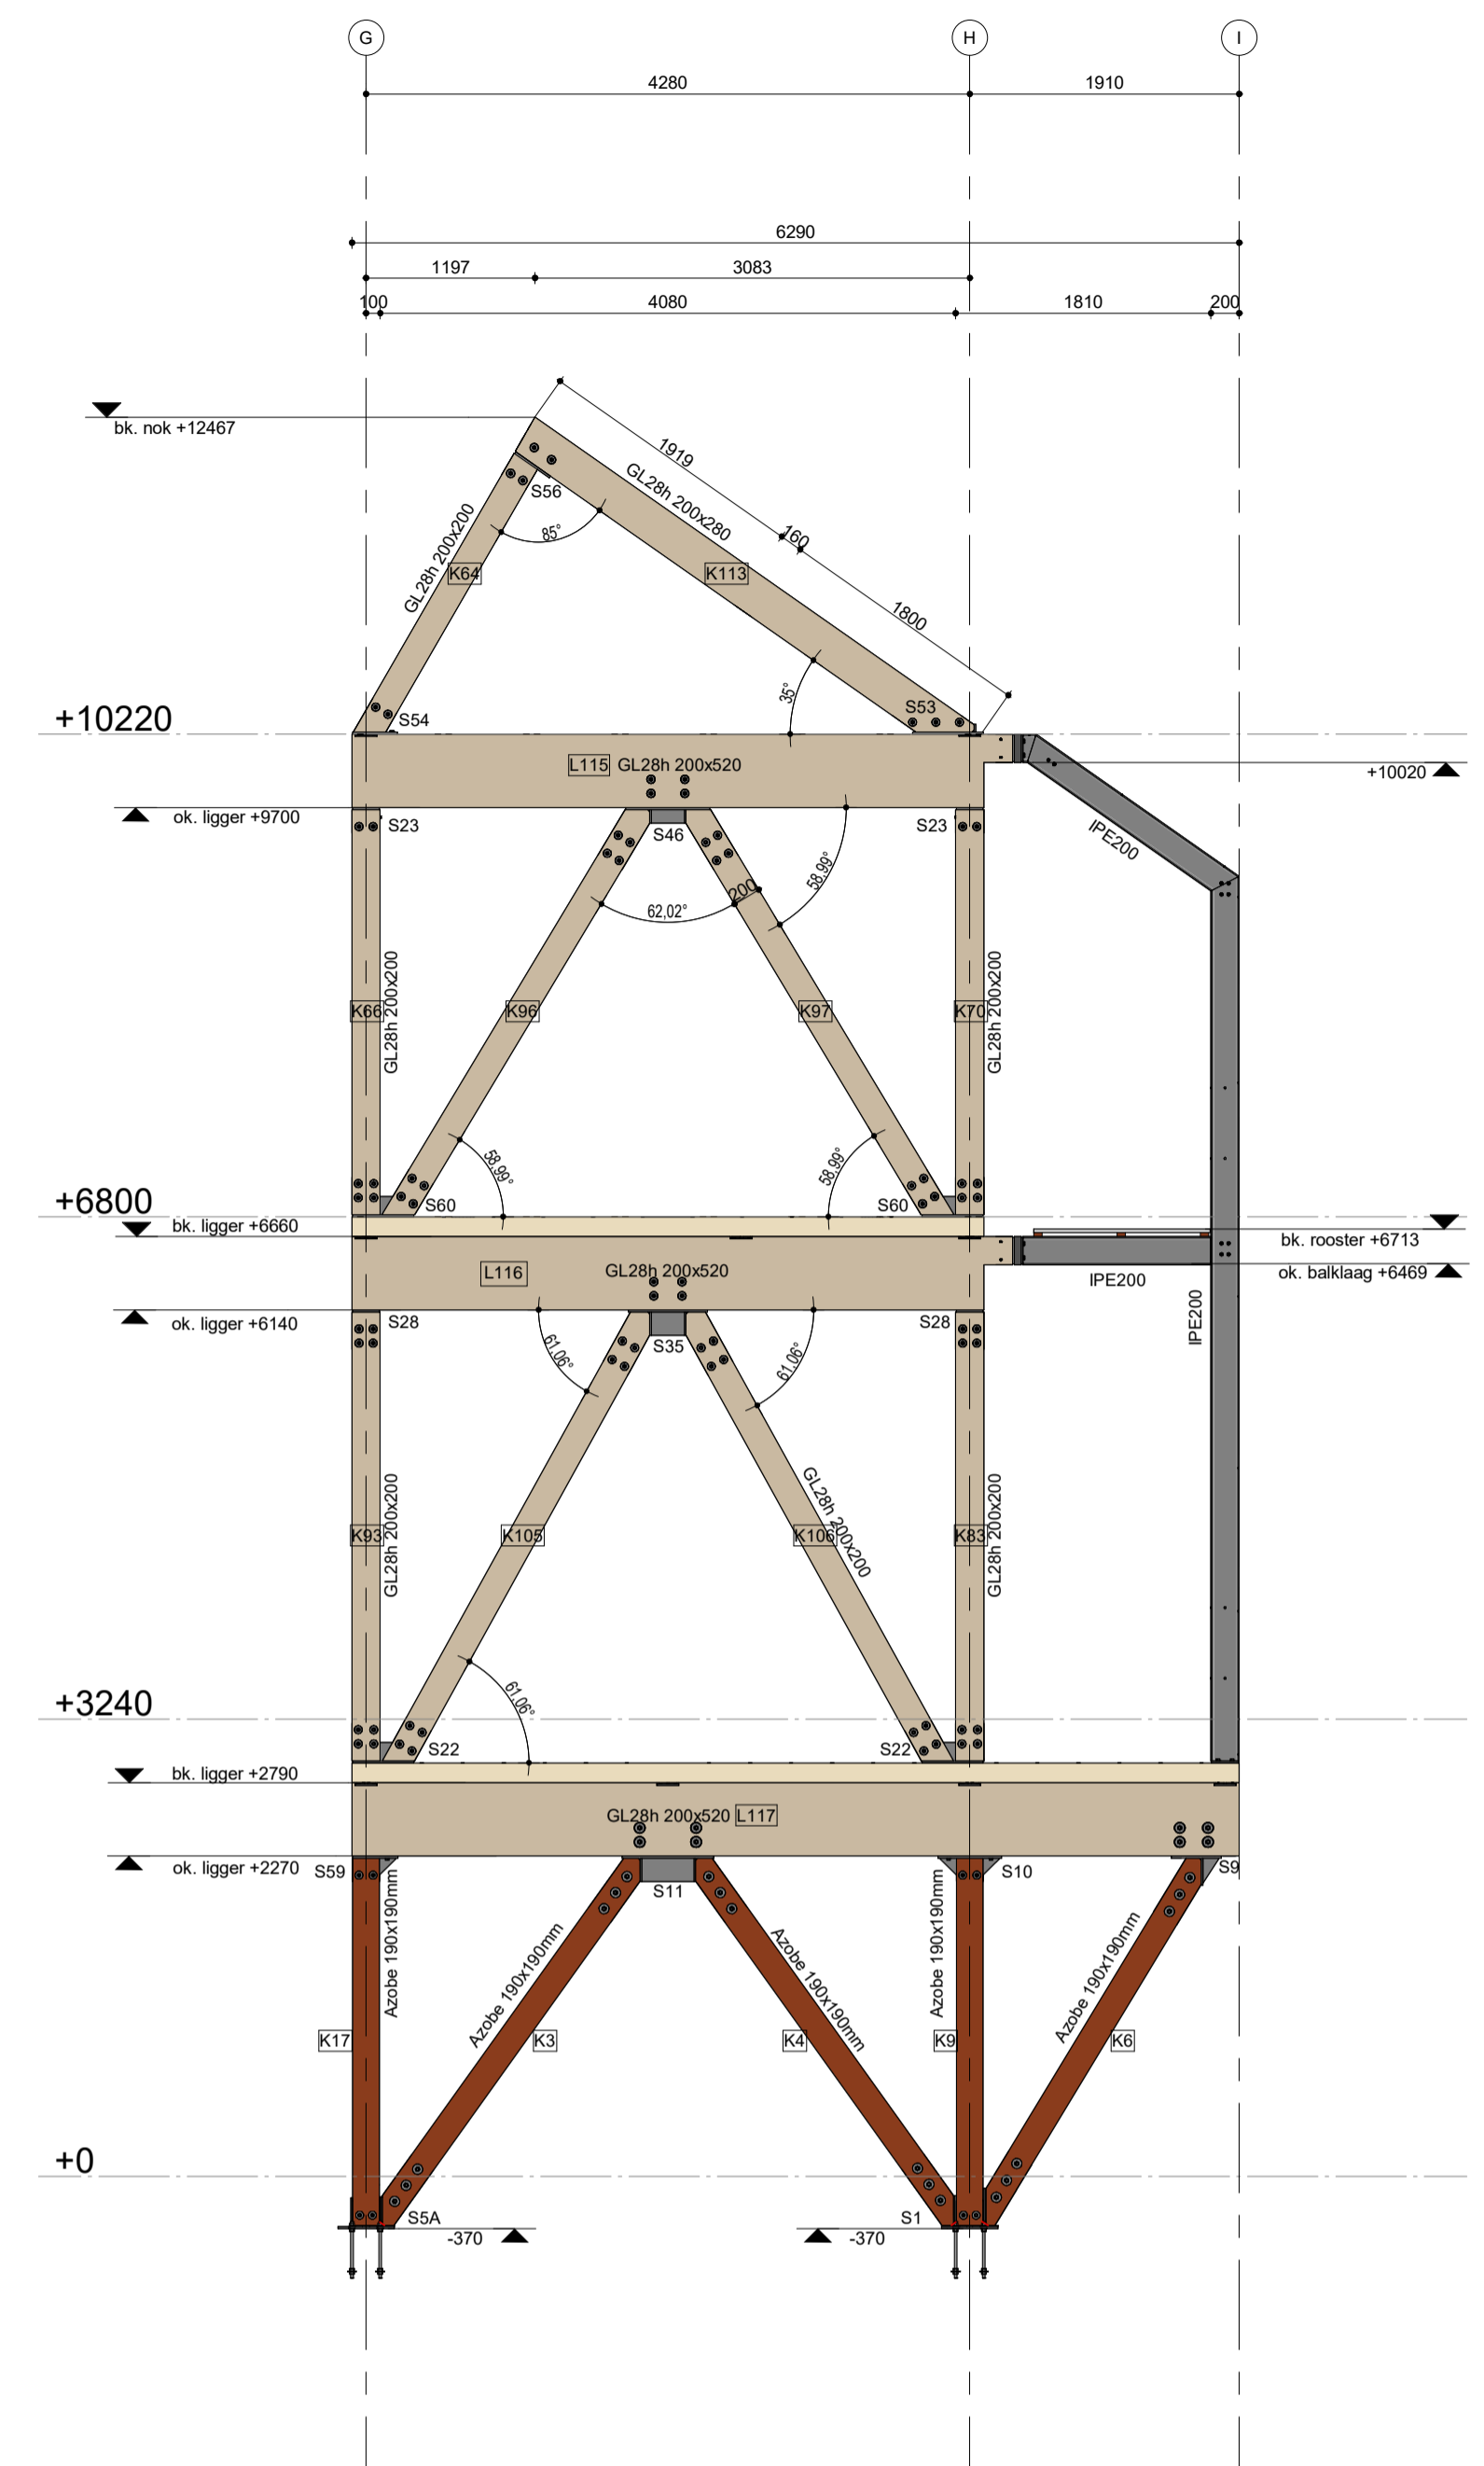 G H I
4280 1910
6290
1197 3083
100 4080 1810 200
bk. nok +12467
1919
160
1800
GL28h 200x280
S56
85°
GL28h 200x200
K64 K113
35°
S54 S53
+10220
L115 GL28h 200x520
+10020
ok. ligger +9700
S23 S46 S23
IPE200
58.99°
200
62,02°
GL28h 200x200 GL28h 200x200
K66 K96 K97 K70
58,99° 58,99°
S60 S60
+6800
bk. ligger +6660
bk. rooster +6713
L116 GL28h 200x520
ok. balklaag +6469
IPE200
ok. ligger +6140
S28 S35 S28
IPE200
61,06° 61,06°
GL28h 200x200 GL28h 200x200 GL28h 200x200
K93 K105 K106 K83
61,06°
+3240
S22 S22
bk. ligger +2790
GL28h 200x520 L117
ok. ligger +2270
S59 S11 S10 S9
Azobe 190x190mm Azobe 190x190mm Azobe 190x190mm Azobe 190x190mm Azobe 190x190mm
K17 K3 K4 K9 K6
+0
S5A S1
-370 -370